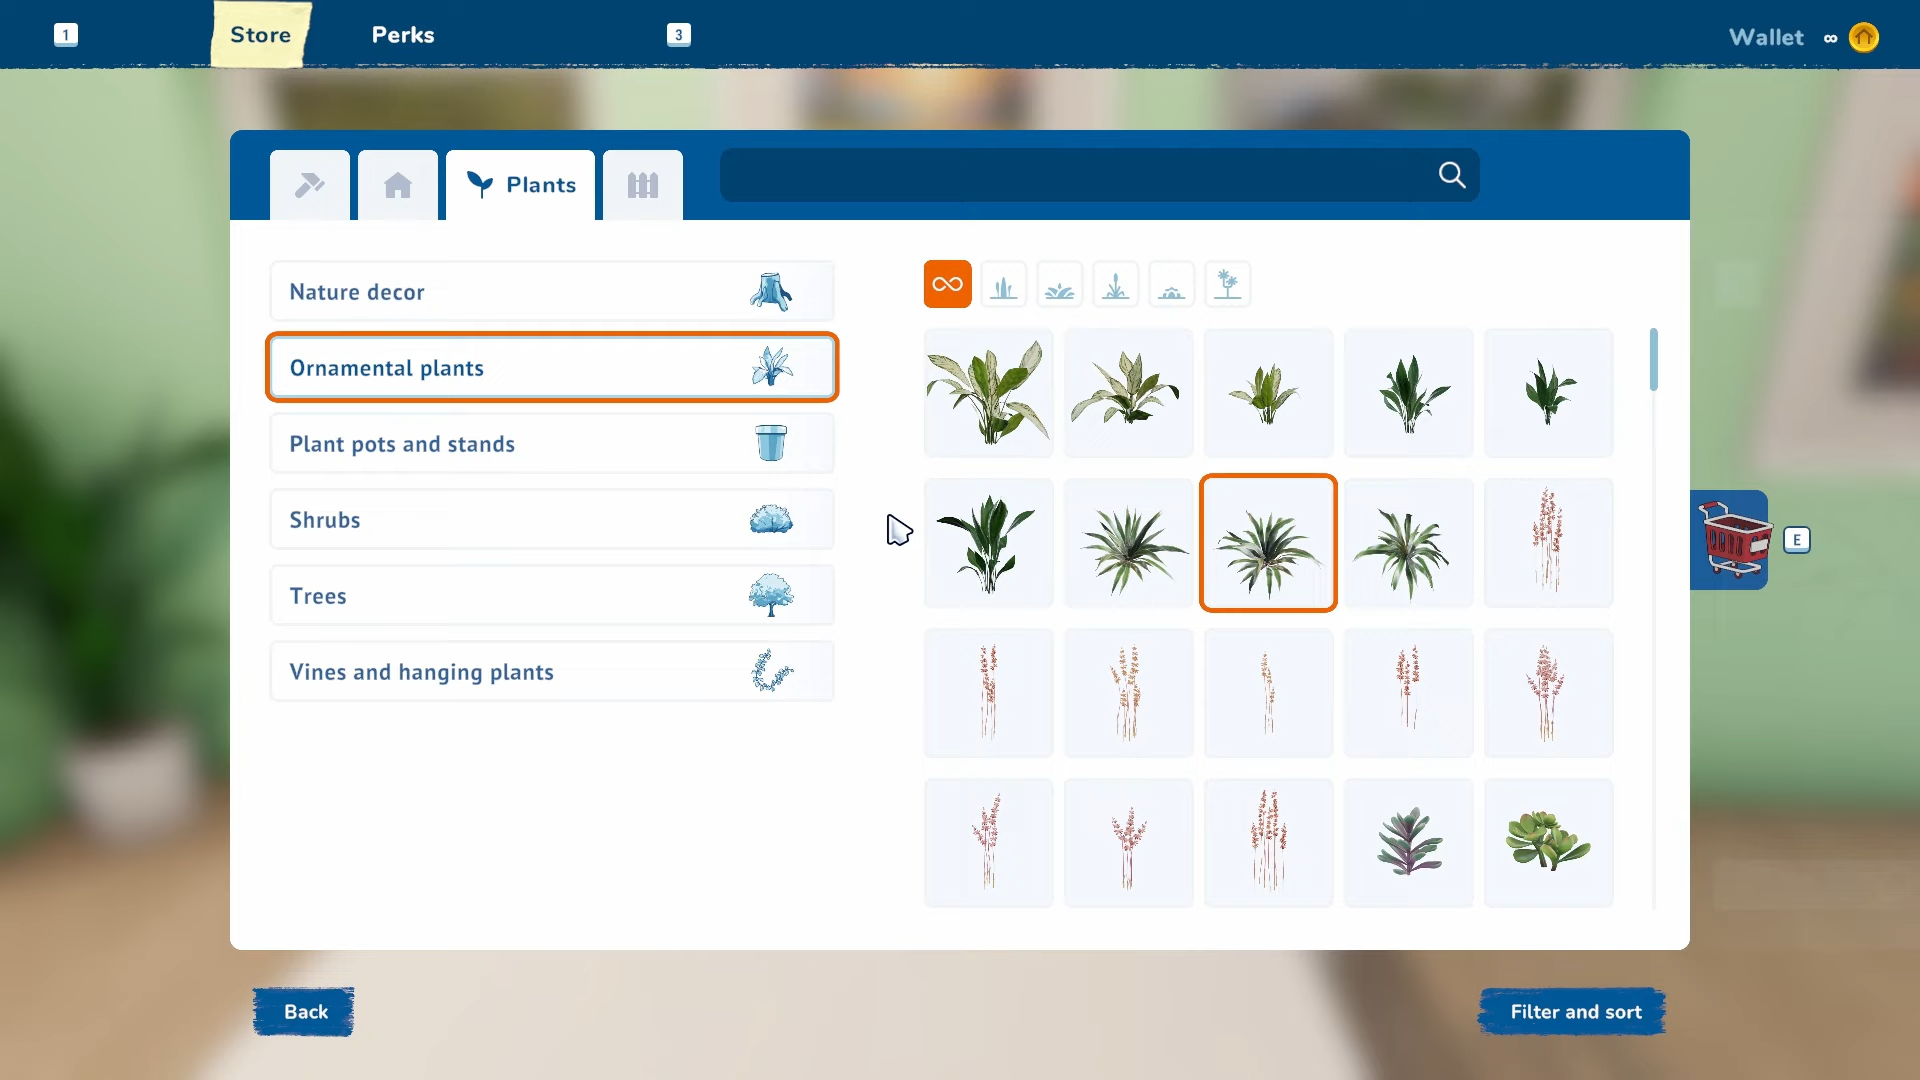 1
Store
Perks
3
Wallet ∞
Plants
Nature decor
Ornamental plants
Plant pots and stands
Shrubs
Trees
Vines and hanging plants
E
Back
Filter and sort